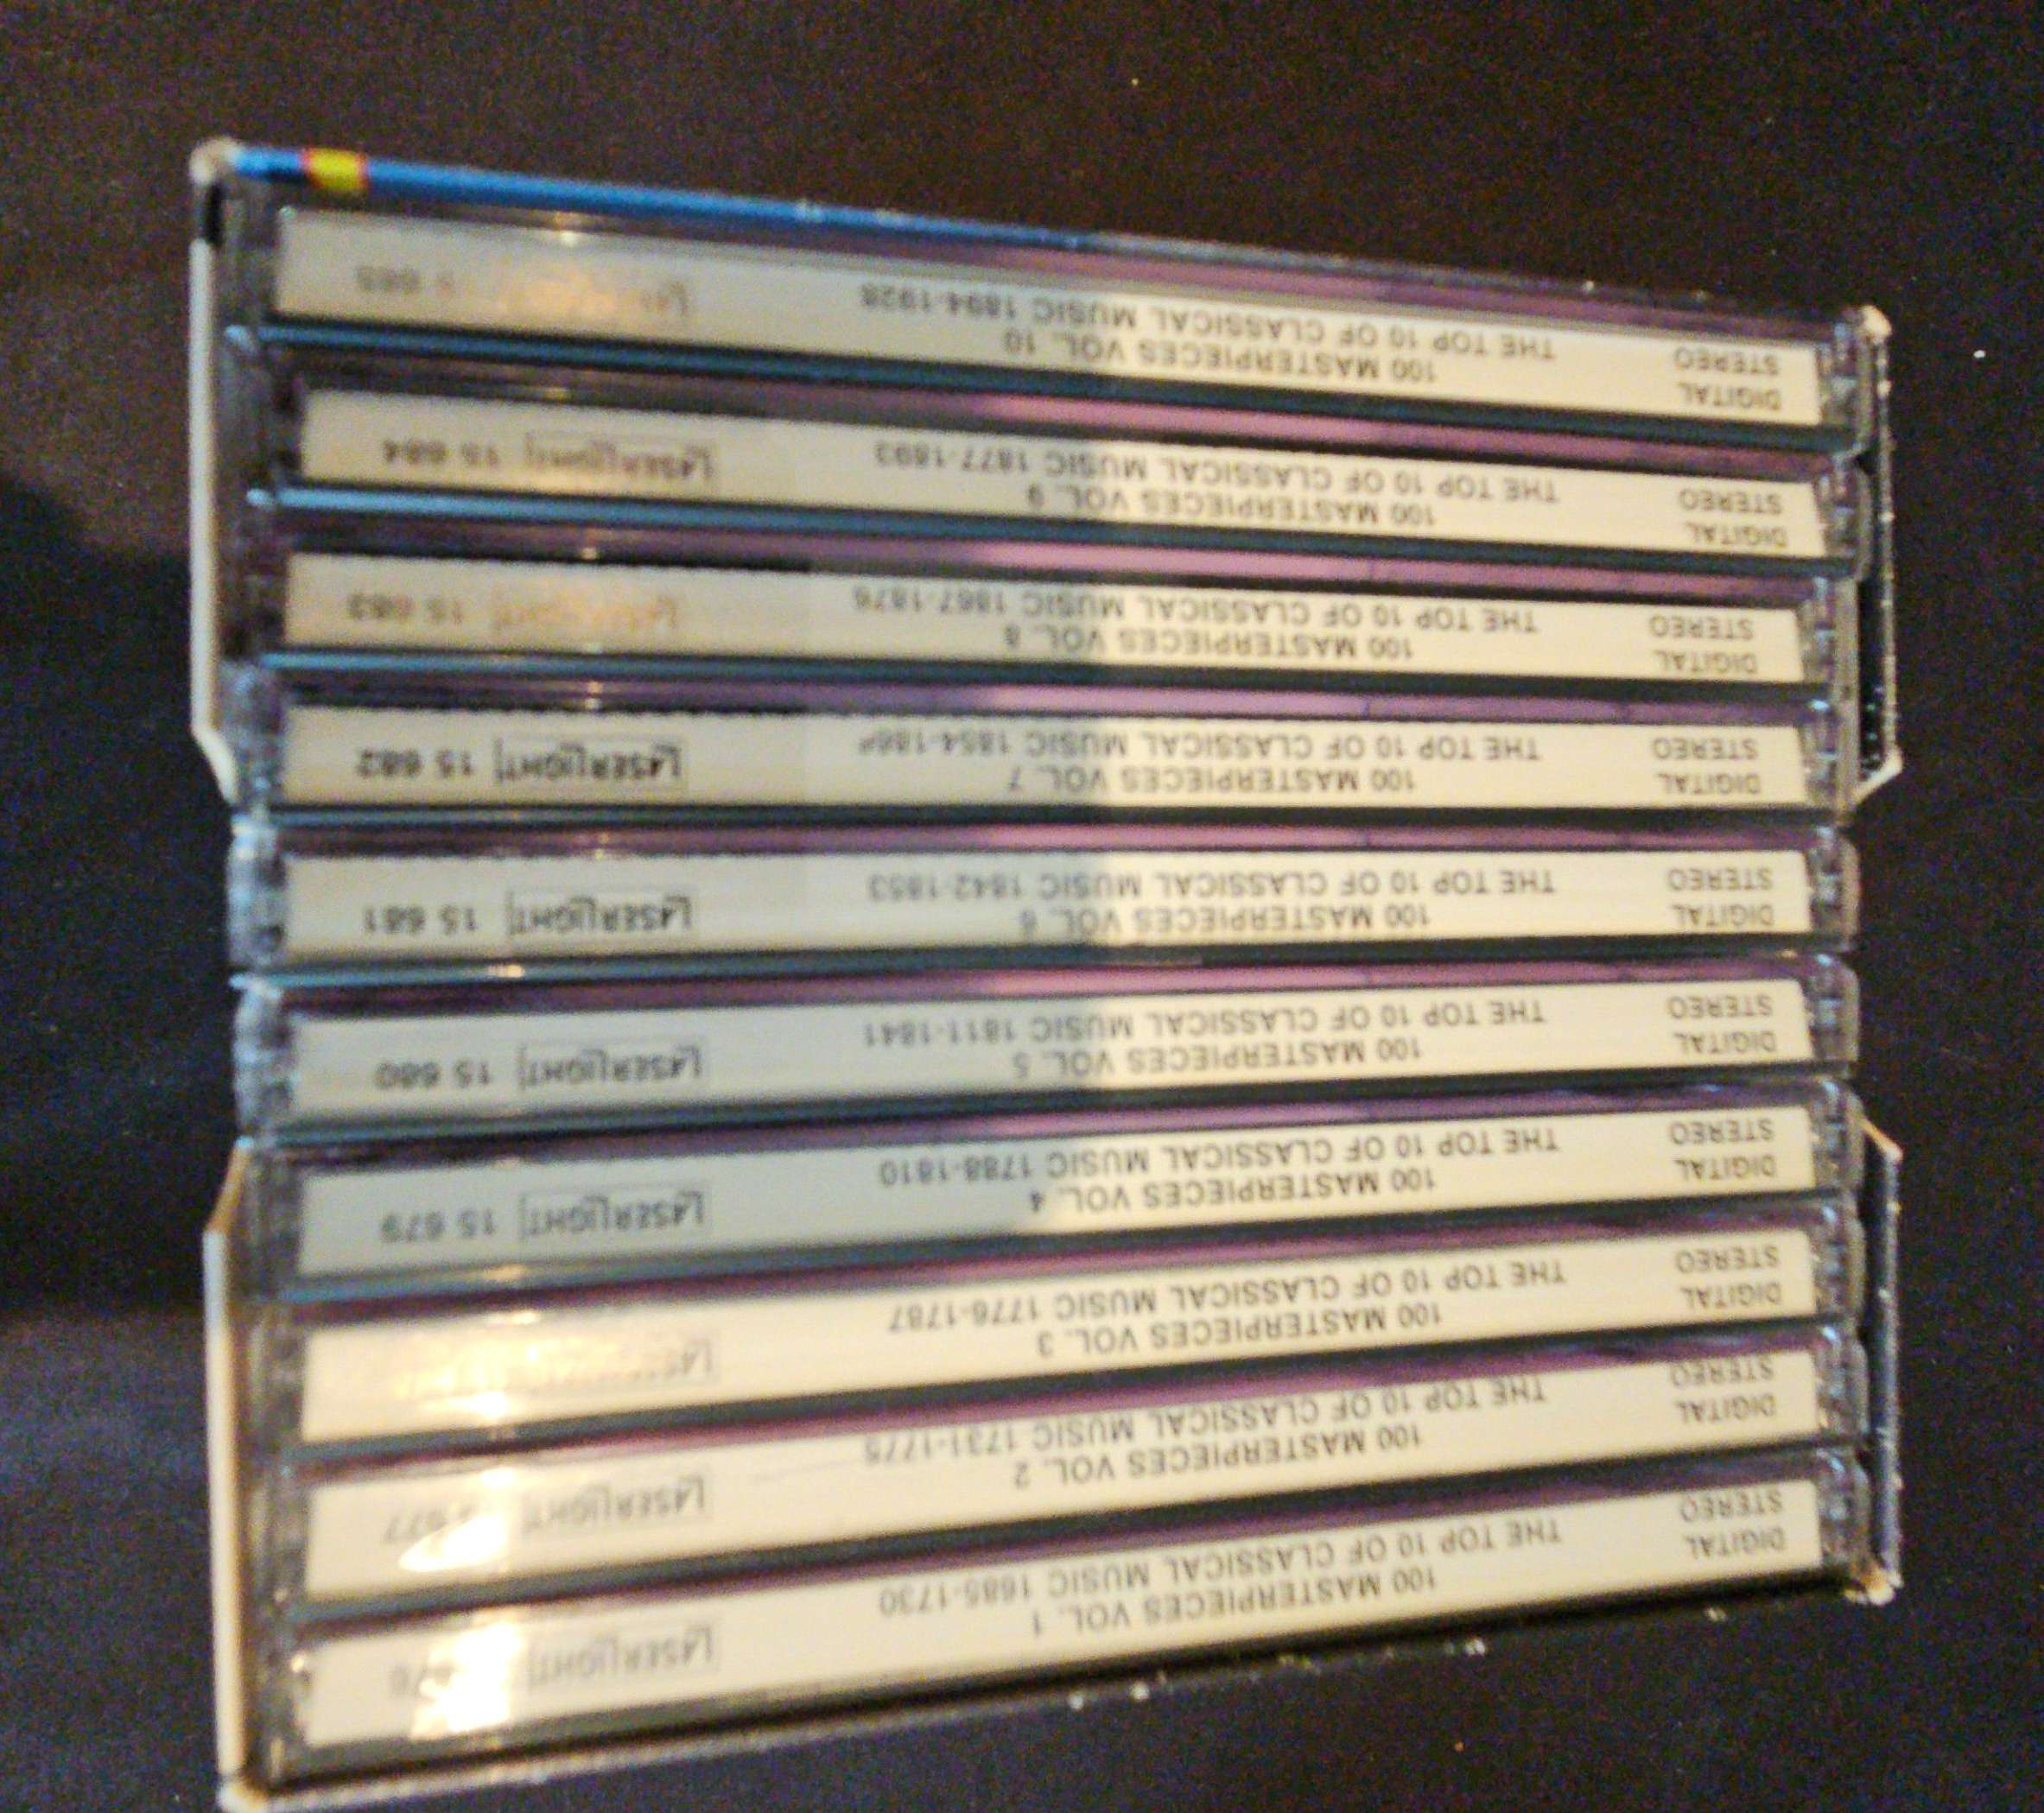 DIGITAL
STEREO
100 MASTERPIECES VOL. 1
THE TOP 10 OF CLASSICAL MUSIC 1685-1730
LASERLIGHT
DIGITAL
STEREO
100 MASTERPIECES VOL. 2
THE TOP 10 OF CLASSICAL MUSIC 1731-1775
LASERLIGHT
DIGITAL
STEREO
100 MASTERPIECES VOL. 3
THE TOP 10 OF CLASSICAL MUSIC 1776-1787
DIGITAL
STEREO
100 MASTERPIECES VOL. 4
THE TOP 10 OF CLASSICAL MUSIC 1788-1810
LASERLIGHT 15 679
DIGITAL
STEREO
100 MASTERPIECES VOL. 5
THE TOP 10 OF CLASSICAL MUSIC 1811-1841
LASERLIGHT 15 680
DIGITAL
STEREO
100 MASTERPIECES VOL. 6
THE TOP 10 OF CLASSICAL MUSIC 1842-1853
LASERLIGHT 15 681
DIGITAL
STEREO
100 MASTERPIECES VOL. 7
THE TOP 10 OF CLASSICAL MUSIC
LASERLIGHT 15 682
DIGITAL
STEREO
100 MASTERPIECES VOL. 8
THE TOP 10 OF CLASSICAL MUSIC 1867-1876
LASERLIGHT 15 683
DIGITAL
STEREO
100 MASTERPIECES VOL. 9
THE TOP 10 OF CLASSICAL MUSIC 1877-1893
LASERLIGHT 15 684
DIGITAL
STEREO
100 MASTERPIECES VOL. 10
THE TOP 10 OF CLASSICAL MUSIC 1894-1928
685